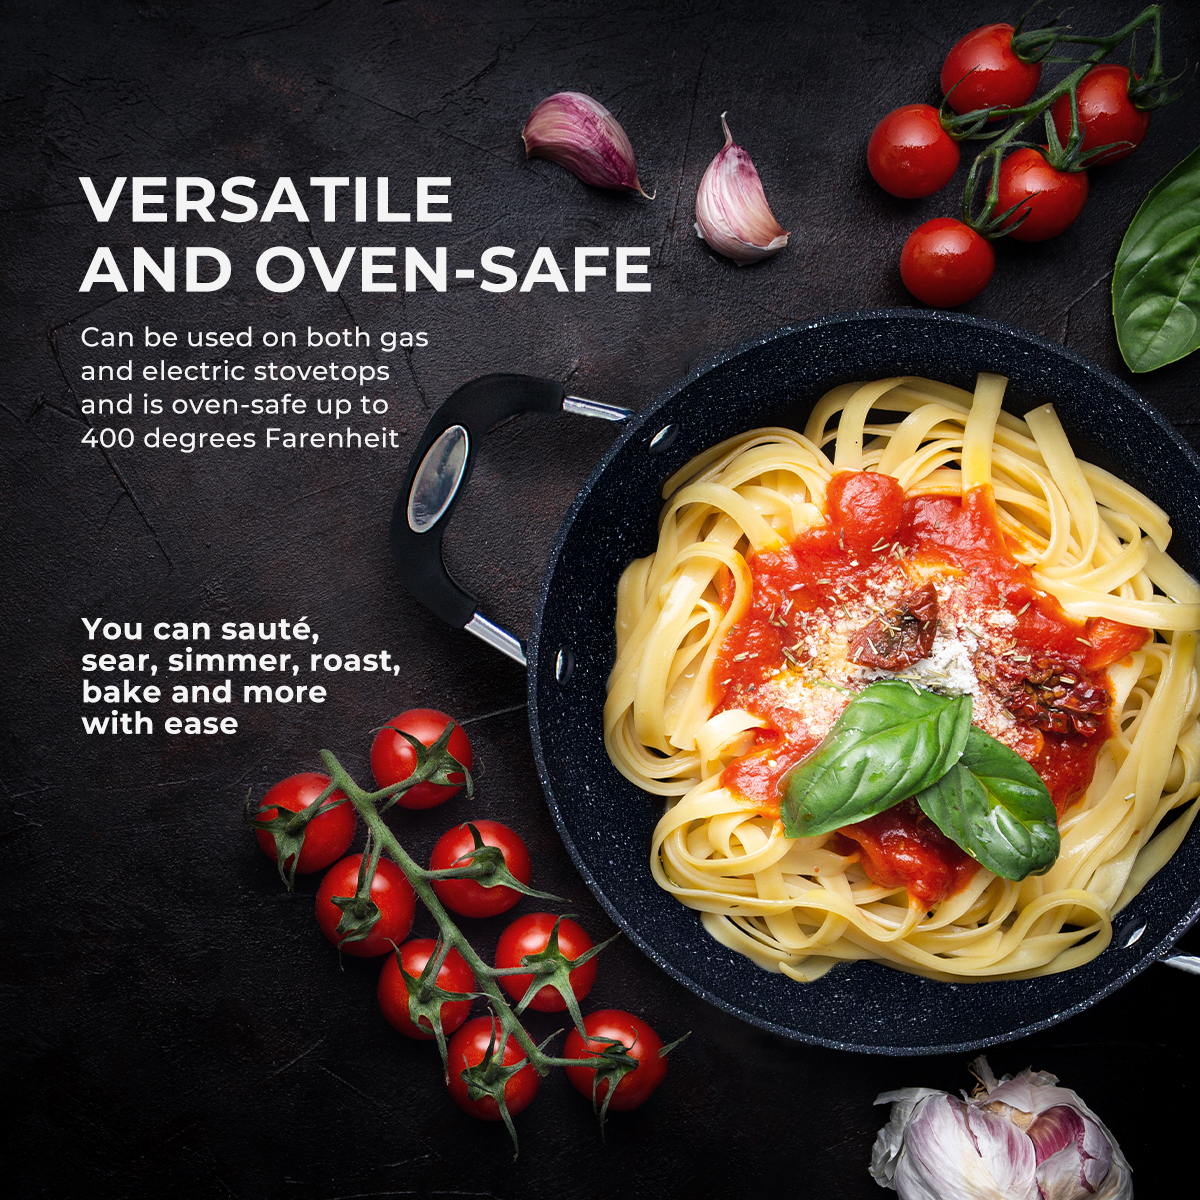 VERSATILE
AND OVEN-SAFE
Can be used on both gas
and electric stovetops
and is oven-safe up to
400 degrees Farenheit
You can sauté,
sear, simmer, roast,
bake and more
with ease